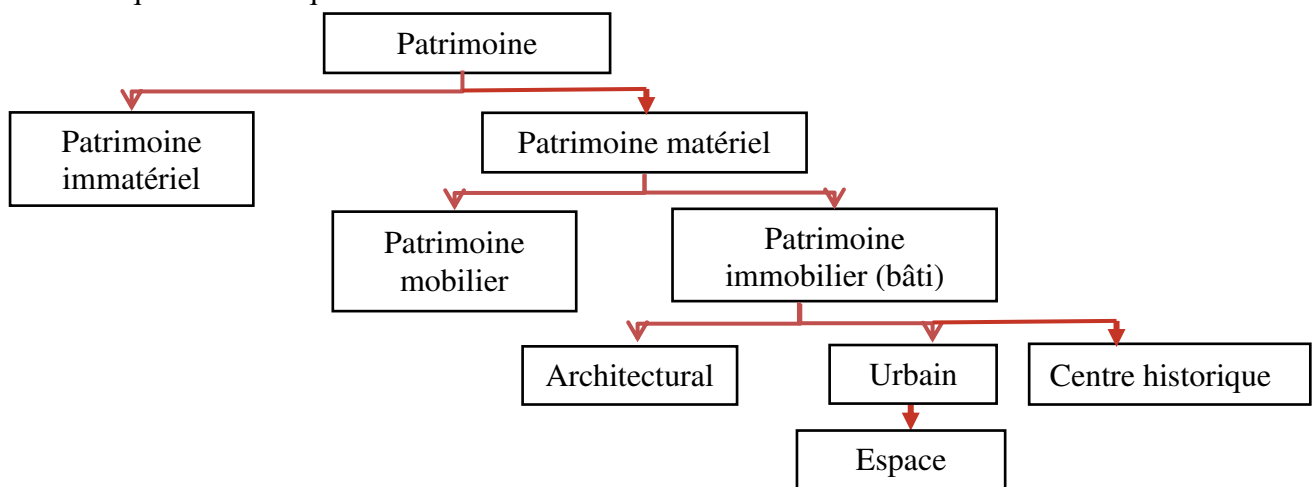 Patrimoine
Patrimoine
immatériel
Patrimoine matériel
Patrimoine
mobilier
Patrimoine
immobilier (bâti)
Architectural
Urbain
Centre historique
Espace